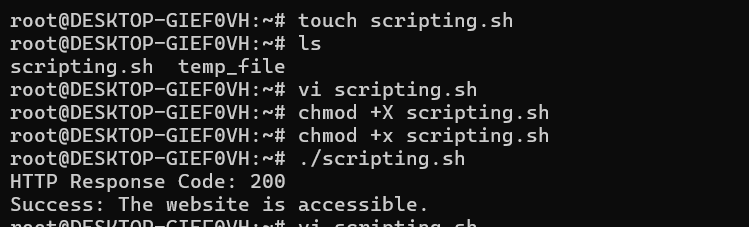 root@DESKTOP-GIEF0VH:~# touch scripting.sh
root@DESKTOP-GIEF0VH:~# ls
scripting.sh  temp_file
root@DESKTOP-GIEF0VH:~# vi scripting.sh
root@DESKTOP-GIEF0VH:~# chmod +X scripting.sh
root@DESKTOP-GIEF0VH:~# chmod +x scripting.sh
root@DESKTOP-GIEF0VH:~# ./scripting.sh
HTTP Response Code: 200
Success: The website is accessible.
root@DESKTOP-GIEF0VH:~# vi scripting.sh